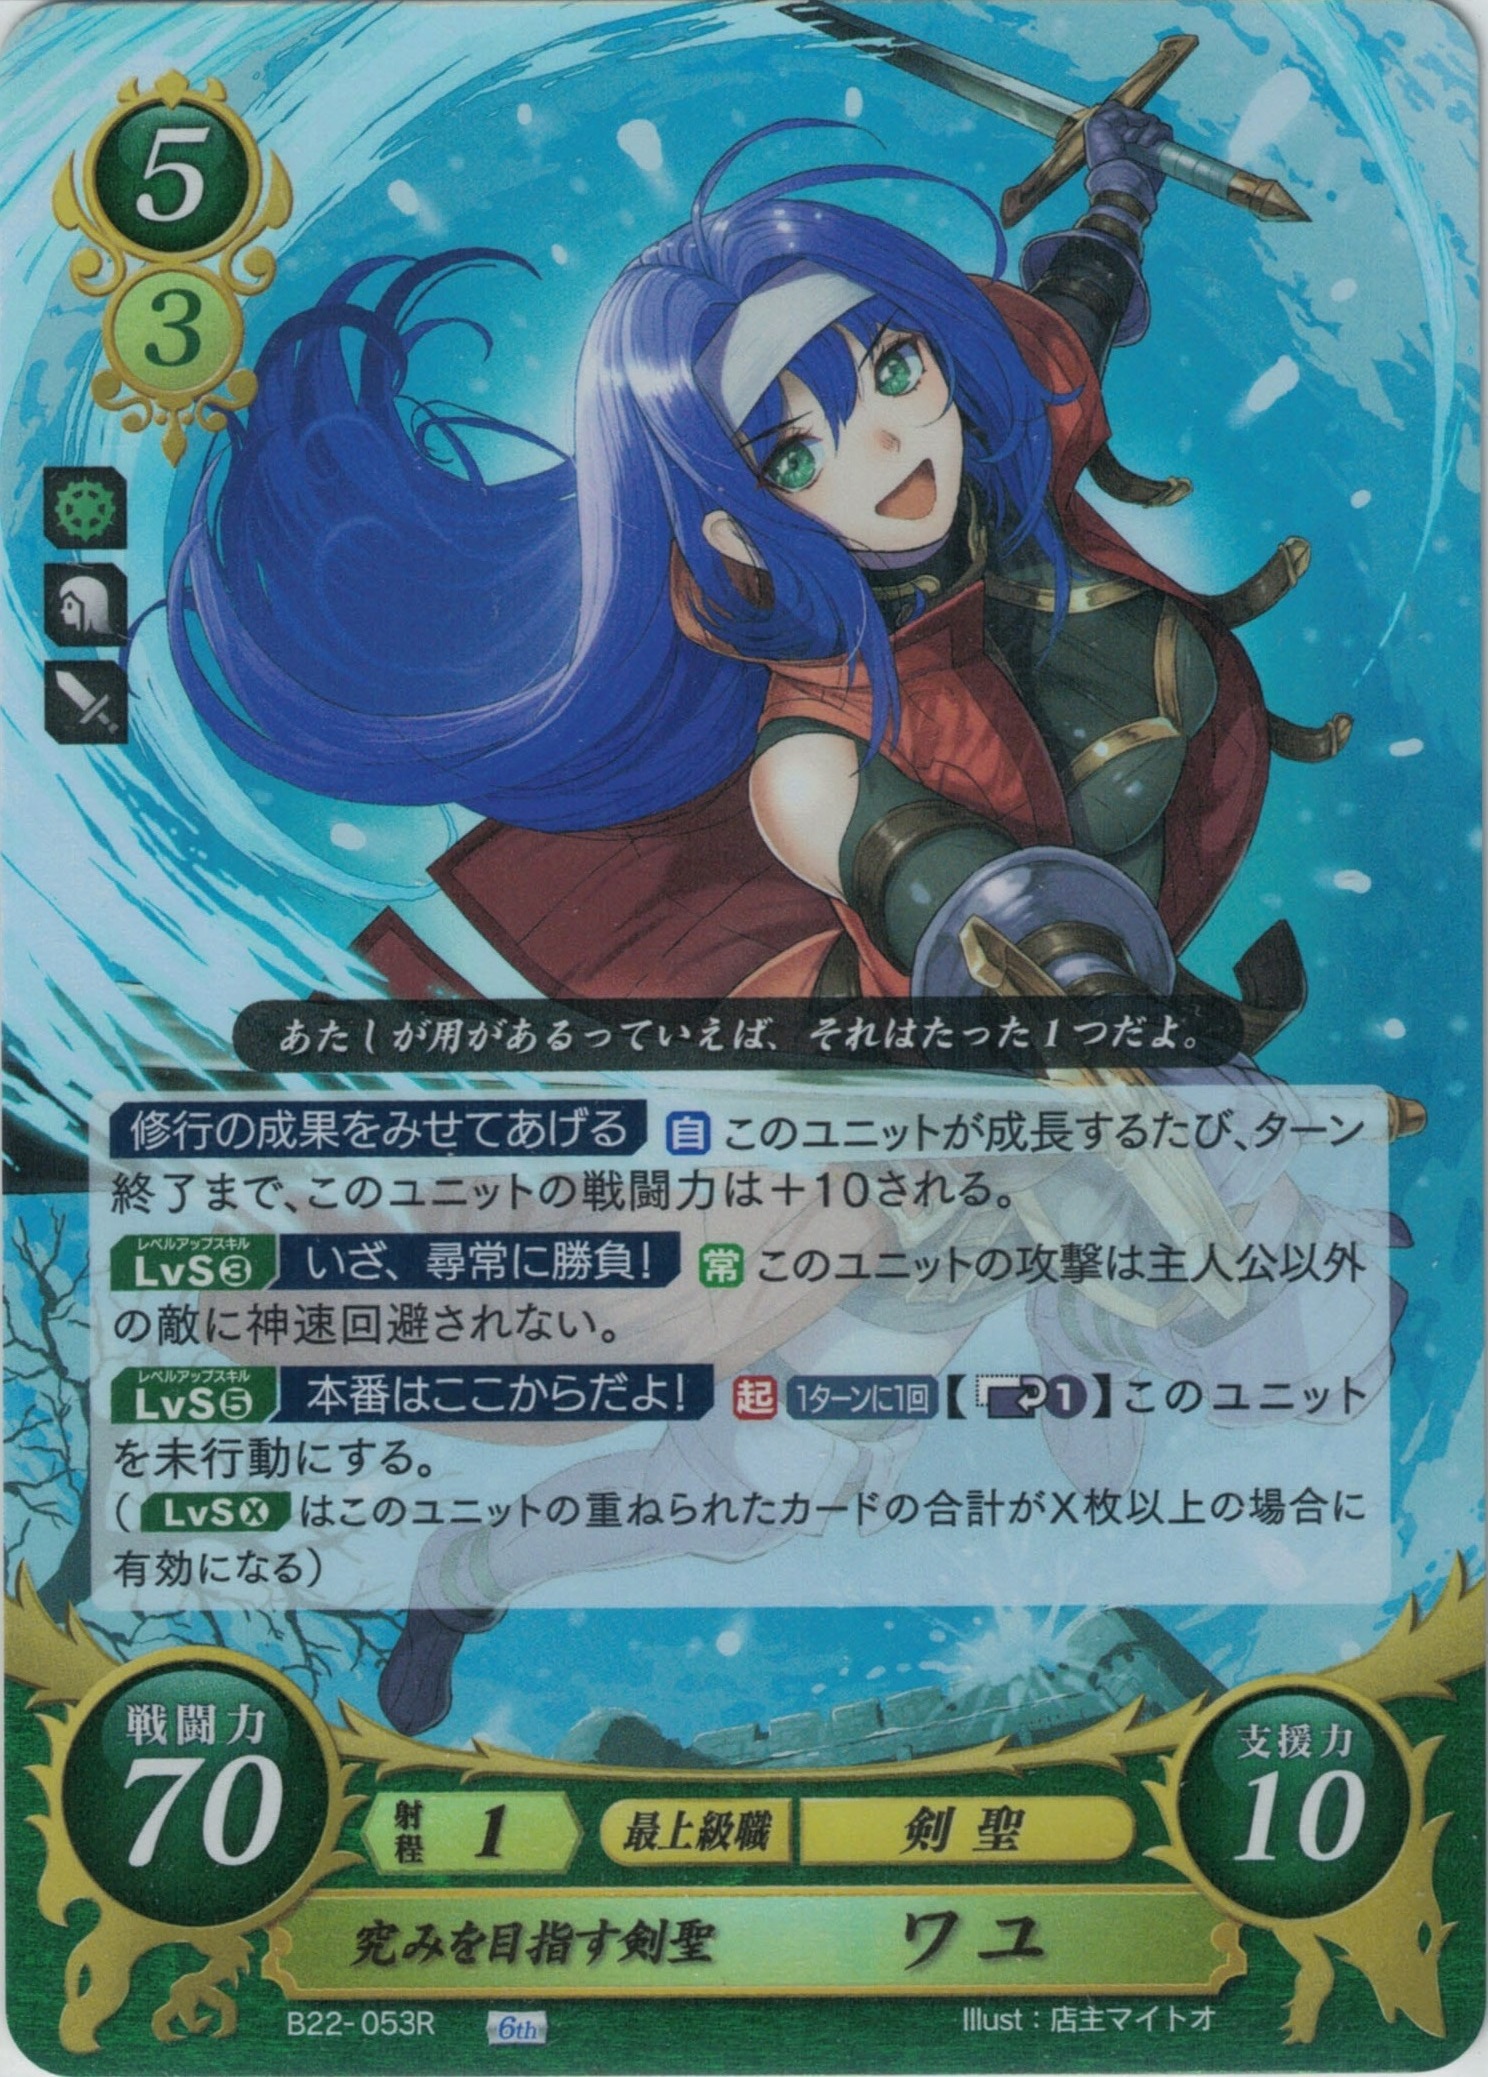 5
3
あたしが用があるっていえば、それはたった1つだよ。
修行の成果をみせてあげる 自 このユニットが成長するたび、ターン
終了まで、このユニットの戦闘力は＋10される。
レベルアップスキル
LvS③ いざ、尋常に勝負! 常 このユニットの攻撃は主人公以外
の敵に神速回避されない。
レベルアップスキル
LvS⑤ 本番はここからだよ! 起 1ターンに1回【1】このユニット
を未行動にする。
（LvSⓍはこのユニットの重ねられたカードの合計がX枚以上の場合に
有効になる）
戦闘力
70
射程 1 最上級職 剣聖
支援力
10
究みを目指す剣聖 ワユ
B22-053R 6th Illust：店主マイトオ